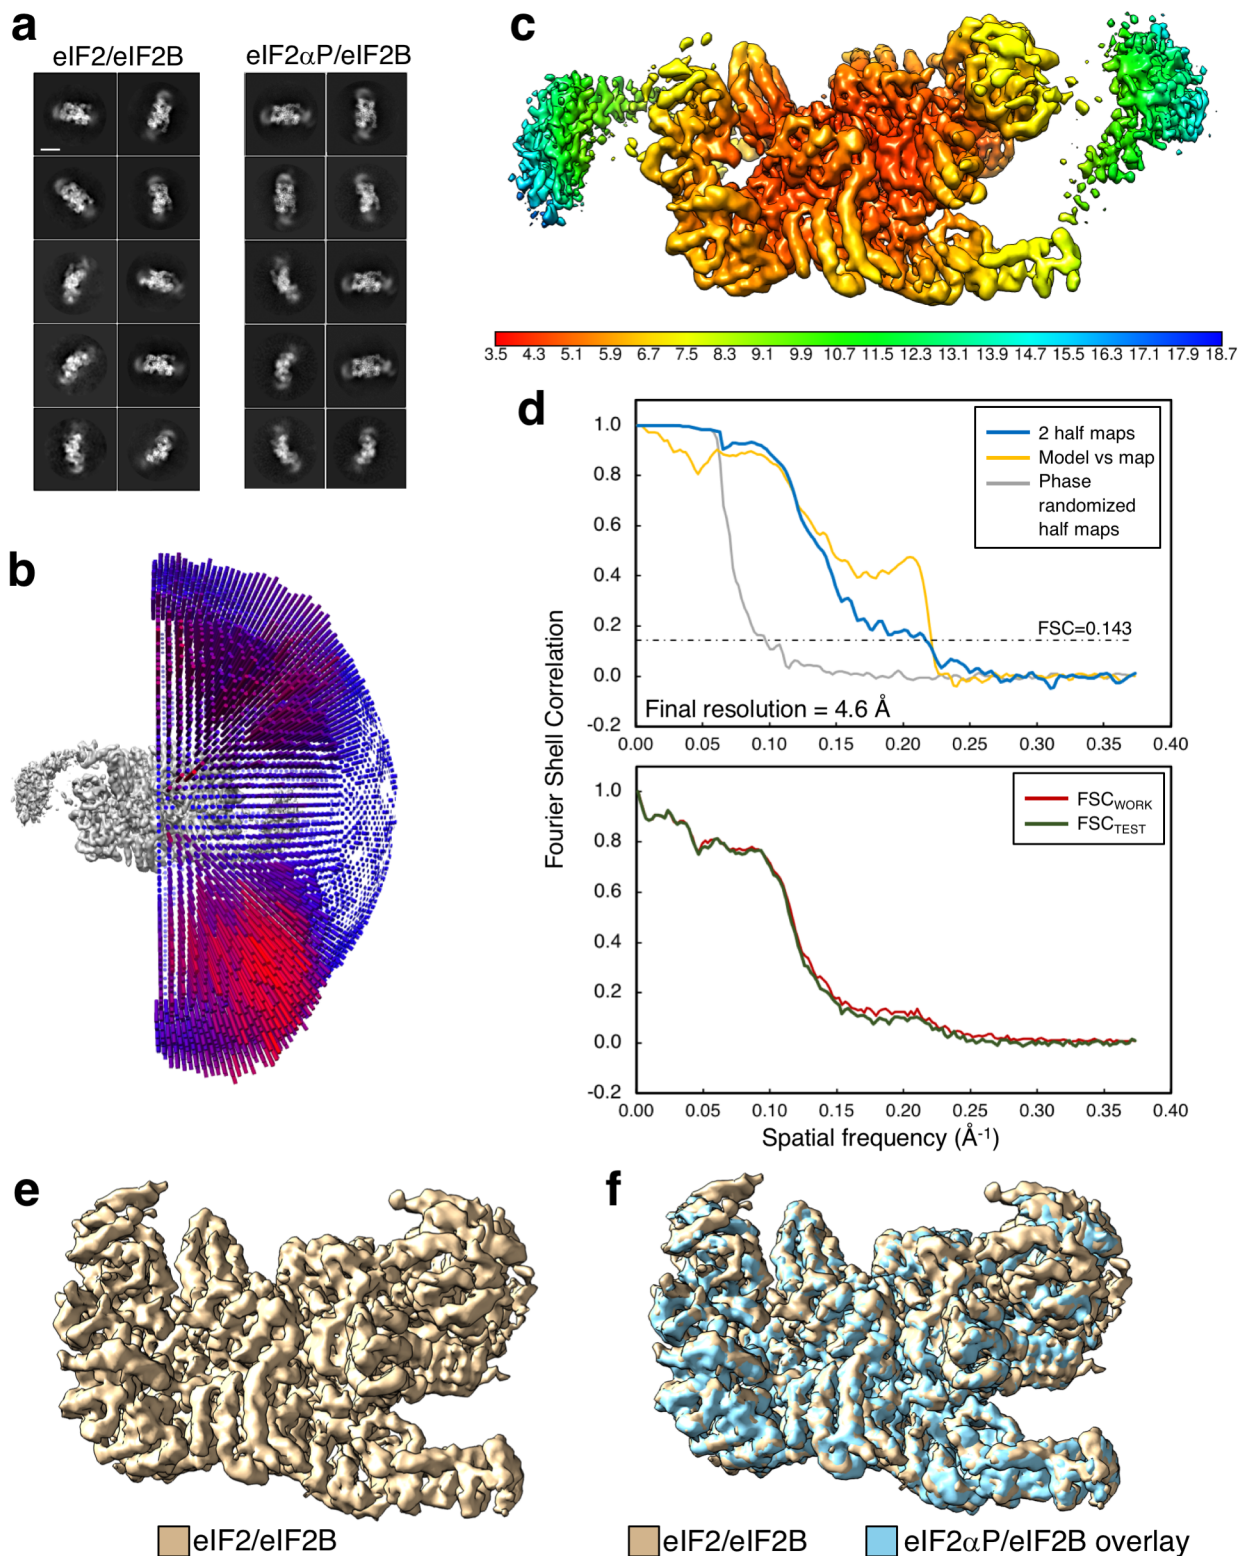 a
eIF2/eIF2B
eIF2αP/eIF2B
b
c
3.5 4.3 5.1 5.9 6.7 7.5 8.3 9.1 9.9 10.7 11.5 12.3 13.1 13.9 14.7 15.5 16.3 17.1 17.9 18.7
d
1.0
0.8
0.6
0.4
0.2
0.0
-0.2
2 half maps
Model vs map
Phase
randomized
half maps
FSC=0.143
Final resolution = 4.6 Å
0.00 0.05 0.10 0.15 0.20 0.25 0.30 0.35 0.40
Fourier Shell Correlation
1.0
0.8
0.6
0.4
0.2
0.0
-0.2
FSCWORK
FSCTEST
0.00 0.05 0.10 0.15 0.20 0.25 0.30 0.35 0.40
Spatial frequency (Å-1)
e
eIF2/eIF2B
f
eIF2/eIF2B
eIF2αP/eIF2B overlay